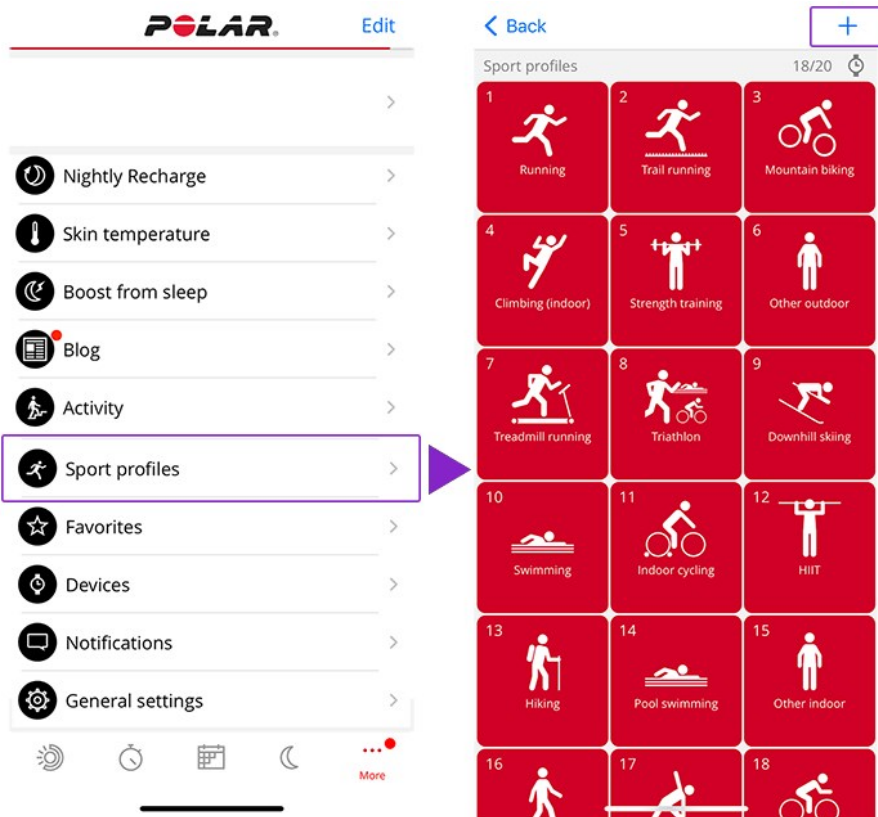 POLAR.
Edit
Nightly Recharge
Skin temperature
Boost from sleep
Blog
Activity
Sport profiles
Favorites
Devices
Notifications
General settings
More
Back
+
Sport profiles 18/20
1 2 3
Running Trail running Mountain biking
4 5 6
Climbing (indoor) Strength training Other outdoor
7 8 9
Treadmill running Triathlon Downhill skiing
10 11 12
Swimming Indoor cycling HIIT
13 14 15
Hiking Pool swimming Other indoor
16 17 18